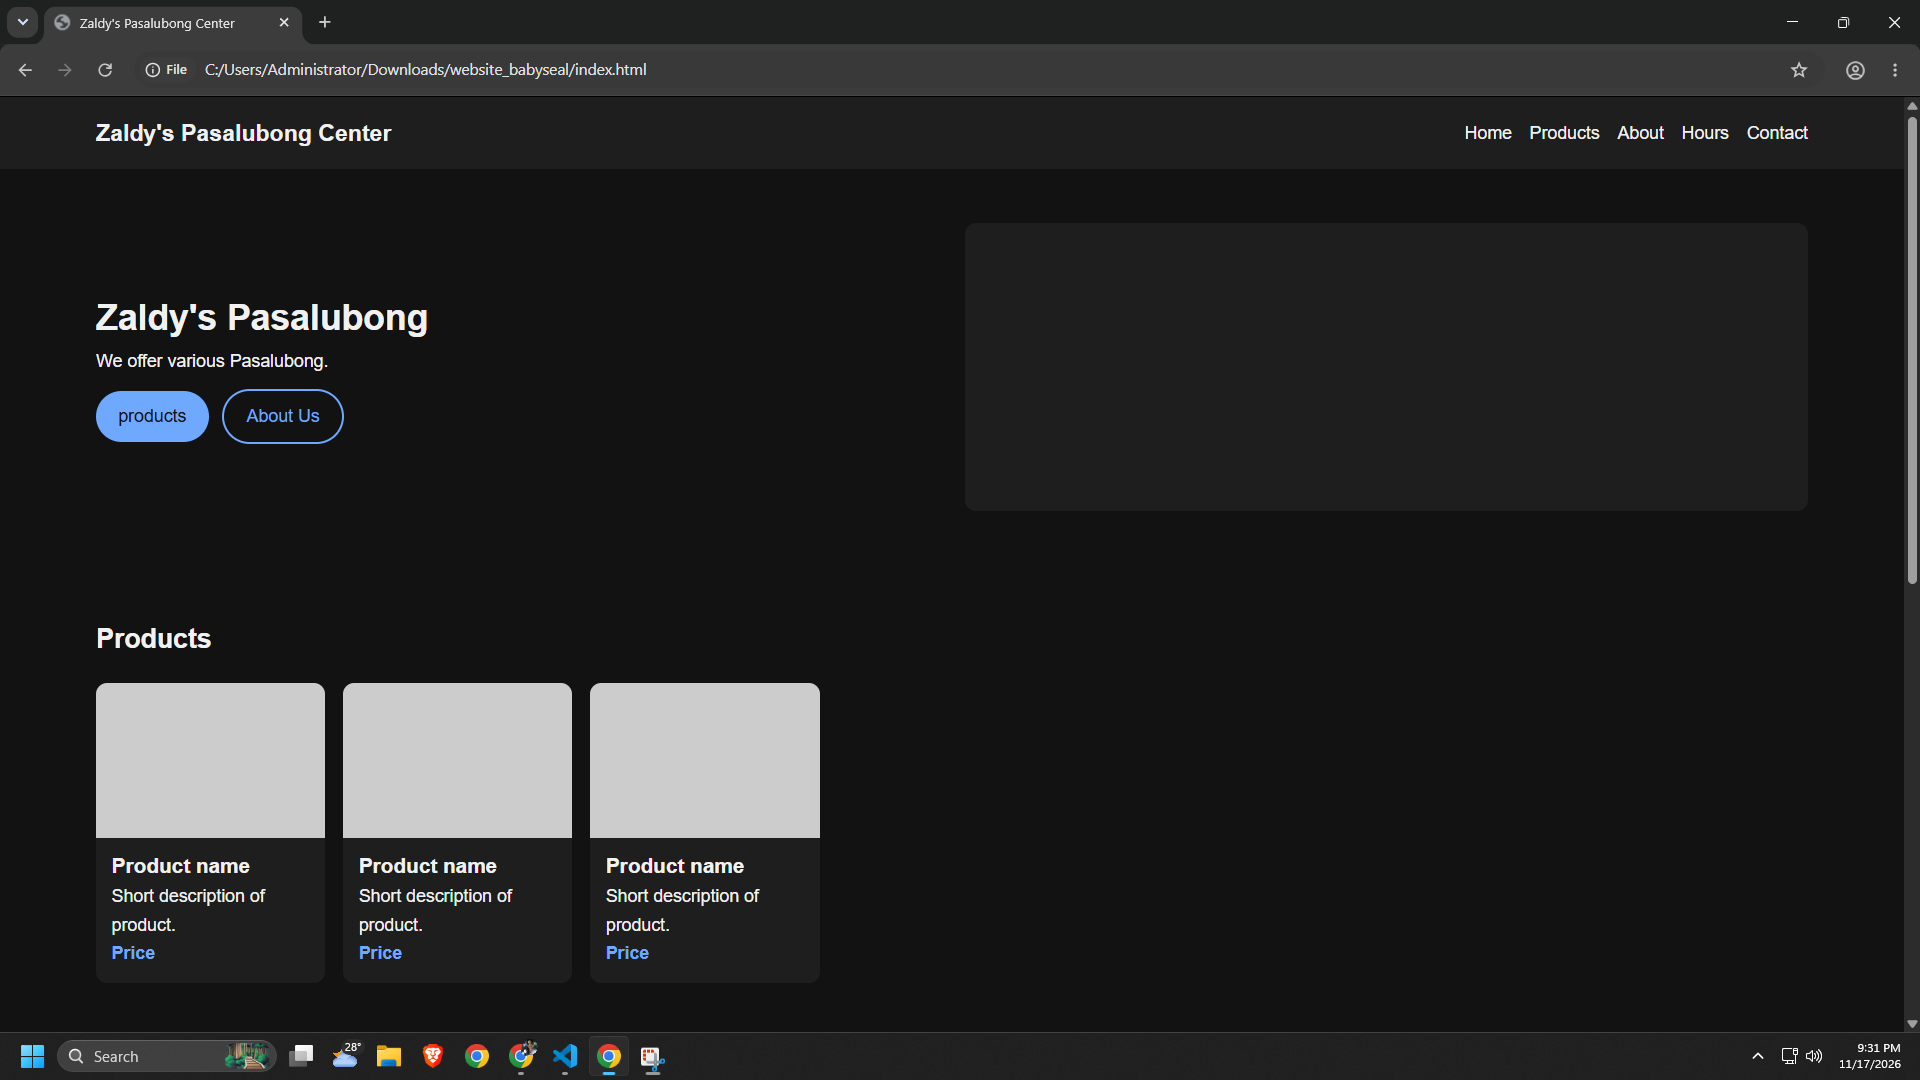 Zaldy's Pasalubong Center
File
C:/Users/Administrator/Downloads/website_babyseal/index.html
Zaldy's Pasalubong Center
Home Products About Hours Contact
Zaldy's Pasalubong
We offer various Pasalubong.
products
About Us
Products
Product name
Short description of
product.
Price
Product name
Short description of
product.
Price
Product name
Short description of
product.
Price
Search
28°
9:31 PM
11/17/2026